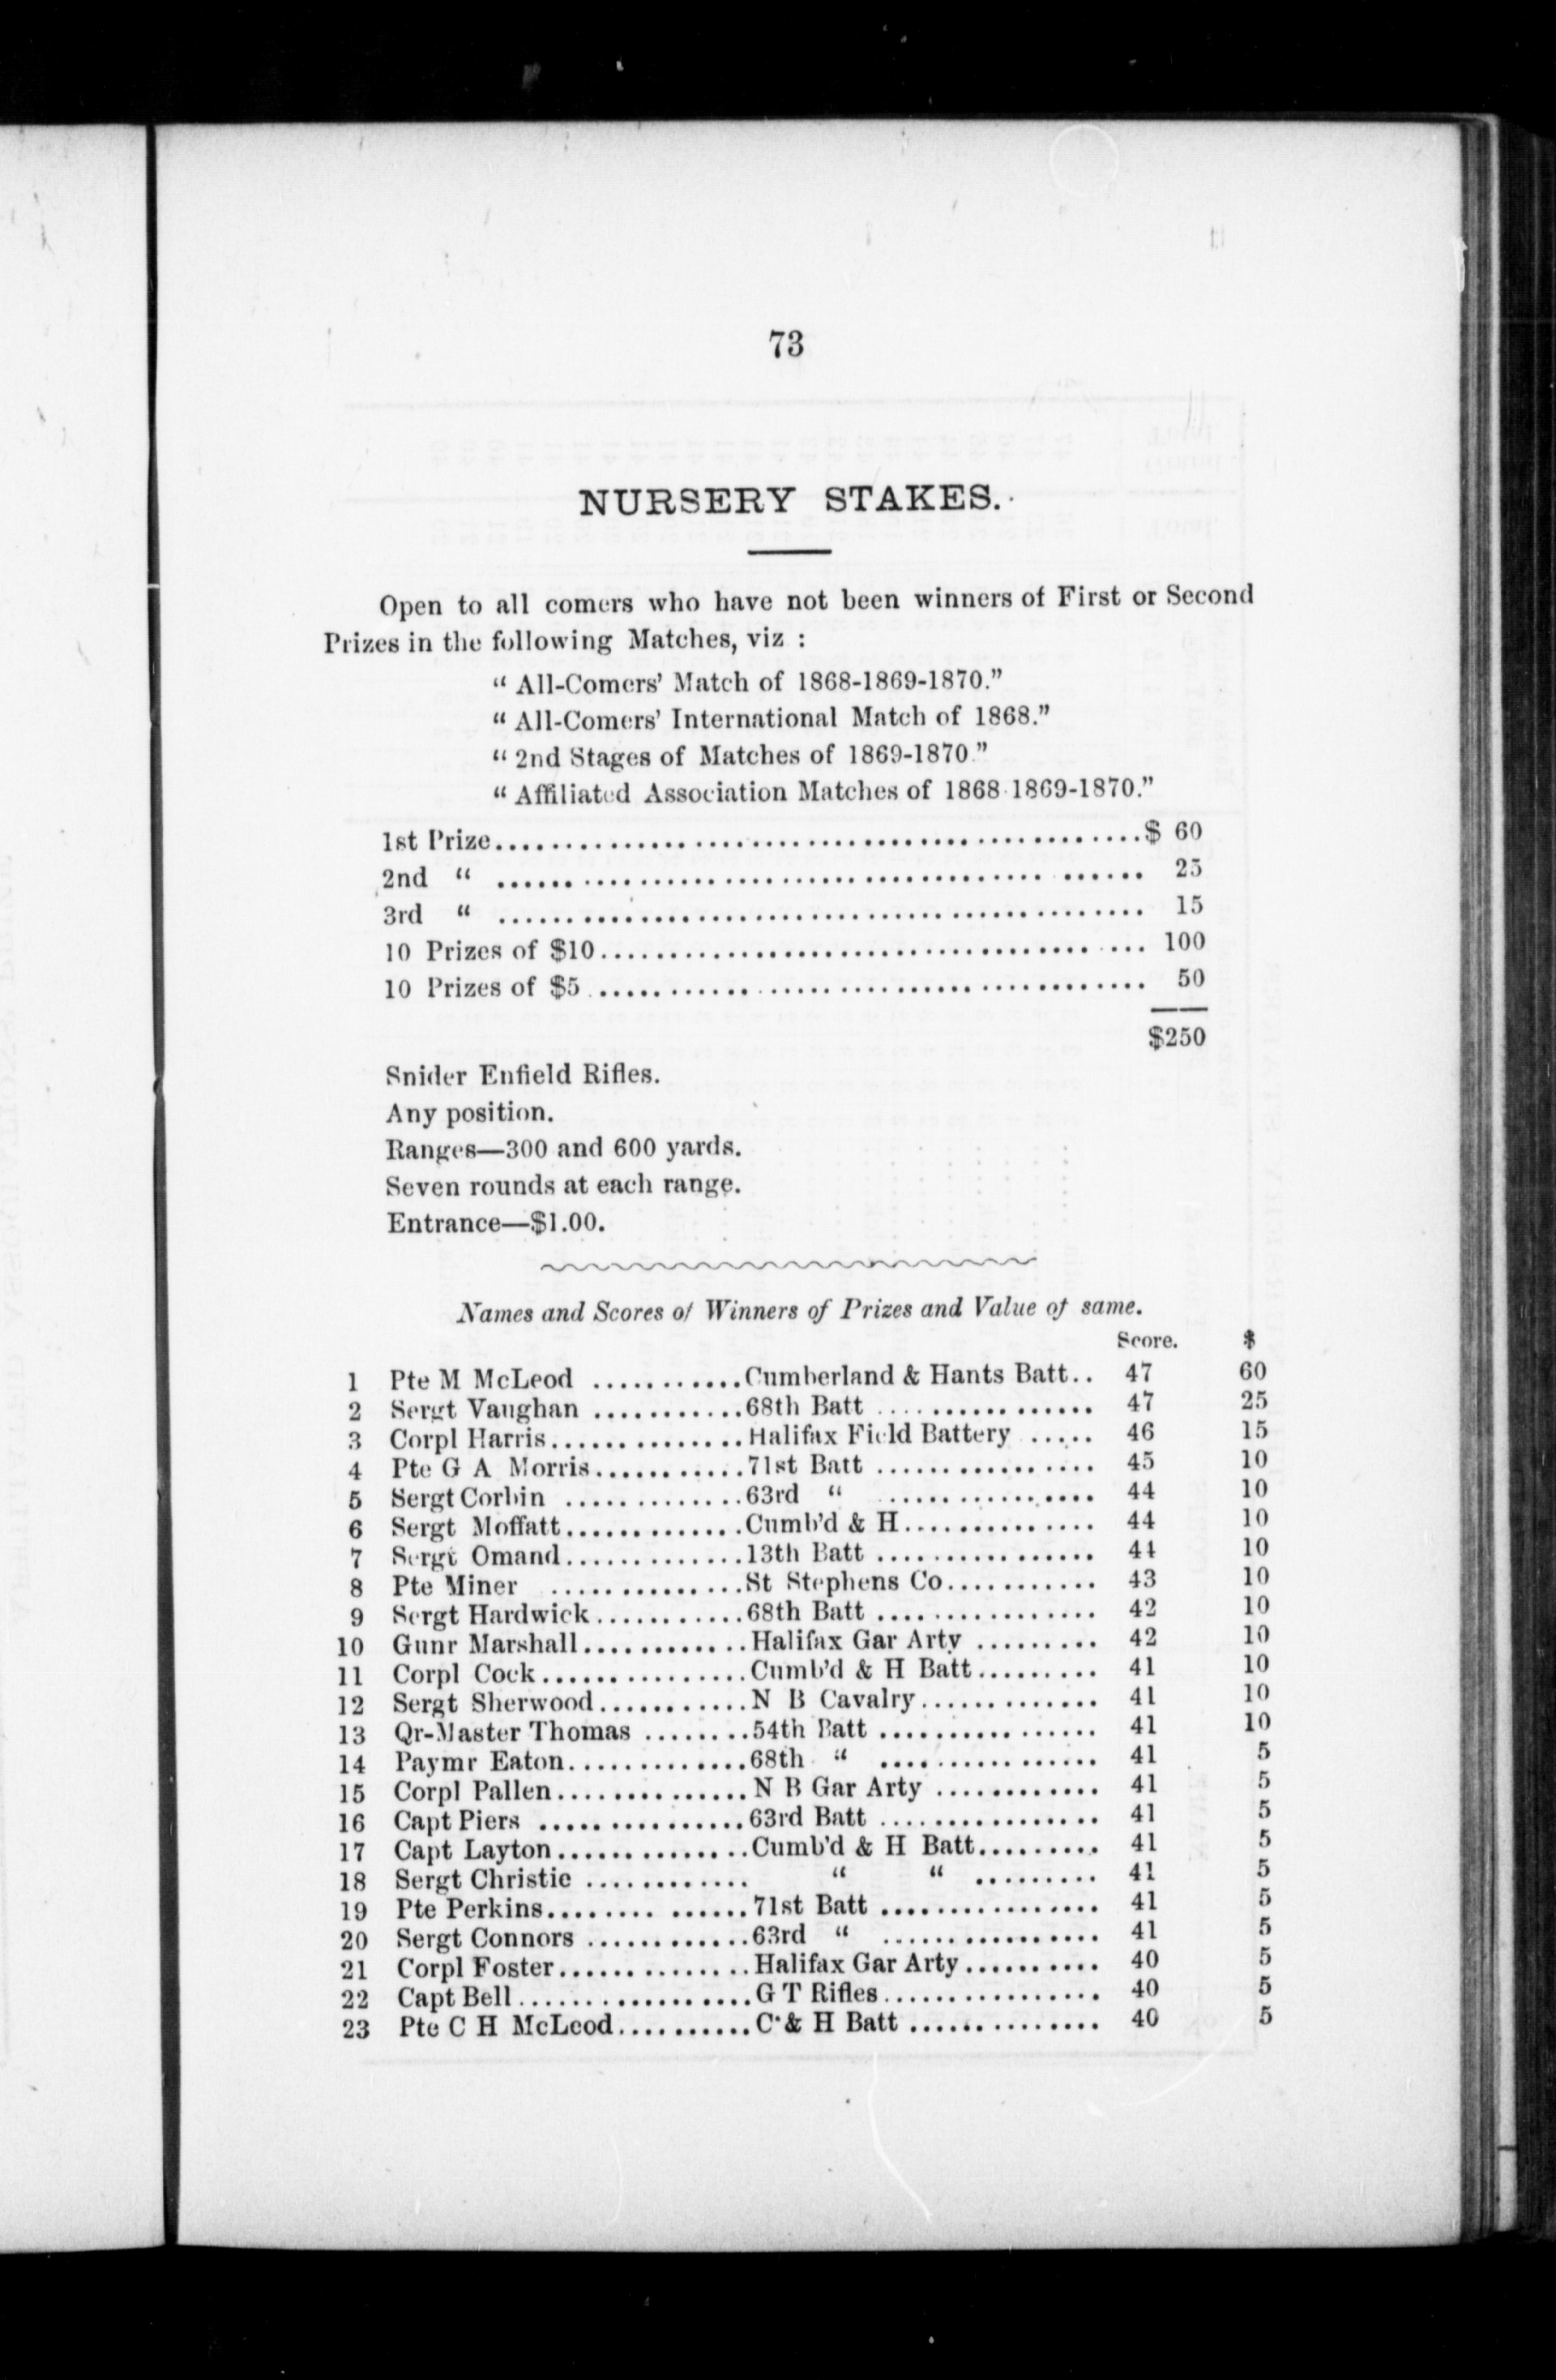 73
NURSERY STAKES.
Open to all comers who have not been winners of First or Second
Prizes in the following Matches, viz :
“ All-Comers’ Match of 1868-1869-1870.”
“ All-Comers’ International Match of 1868.”
“ 2nd Stages of Matches of 1869-1870.”
“ Affiliated Association Matches of 1868-1869-1870.”
1st Prize........................................$ 60
2nd “ ........................................ 25
3rd “ ........................................ 15
10 Prizes of $10........................................ 100
10 Prizes of $5 ........................................ 50
$250
Snider Enfield Rifles.
Any position.
Ranges—300 and 600 yards.
Seven rounds at each range.
Entrance—$1.00.
Names and Scores of Winners of Prizes and Value of same.
Score. $
1 Pte M McLeod ...........Cumberland & Hants Batt.. 47 60
2 Sergt Vaughan ...........68th Batt ................ 47 25
3 Corpl Harris..............Halifax Field Battery ..... 46 15
4 Pte G A Morris...........71st Batt ................ 45 10
5 Sergt Corbin .............63rd “ ................ 44 10
6 Sergt Moffatt.............Cumb’d & H.............. 44 10
7 Sergt Omand.............13th Batt ................ 44 10
8 Pte Miner ..............St Stephens Co........... 43 10
9 Sergt Hardwick...........68th Batt ................ 42 10
10 Gunr Marshall............Halifax Gar Arty ......... 42 10
11 Corpl Cock...............Cumb’d & H Batt......... 41 10
12 Sergt Sherwood...........N B Cavalry............. 41 10
13 Qr-Master Thomas ........54th Batt ................ 41 10
14 Paymr Eaton.............68th “ ................ 41 5
15 Corpl Pallen..............N B Gar Arty ............ 41 5
16 Capt Piers ...............63rd Batt ................ 41 5
17 Capt Layton..............Cumb’d & H Batt......... 41 5
18 Sergt Christie ............ “ “ ......... 41 5
19 Pte Perkins..............71st Batt ................ 41 5
20 Sergt Connors ............63rd “ ................ 41 5
21 Corpl Foster..............Halifax Gar Arty.......... 40 5
22 Capt Bell.................G T Rifles................ 40 5
23 Pte C H McLeod..........C & H Batt .............. 40 5